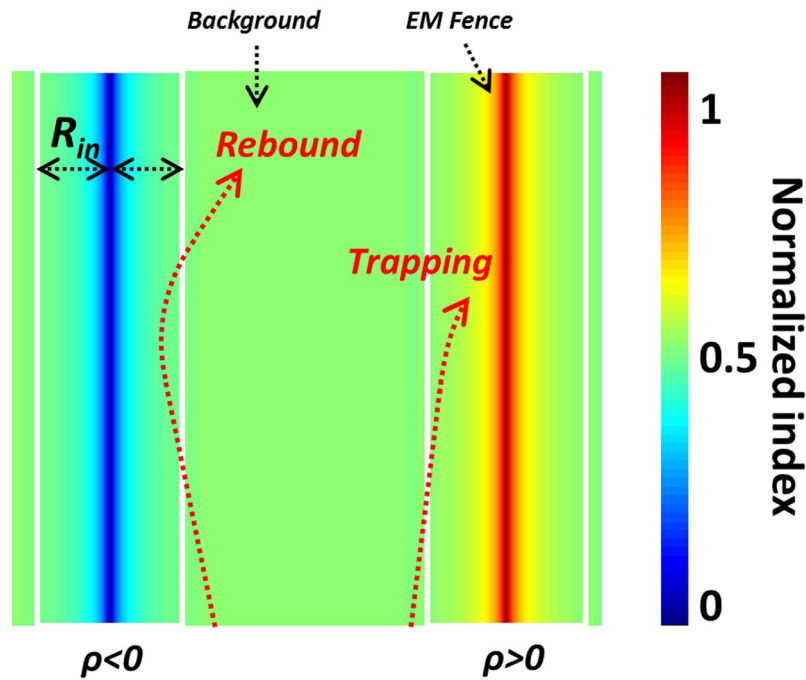 Background
EM Fence
R_in
Rebound
Trapping
1
0.5
0
Normalized index
ρ<0
ρ>0